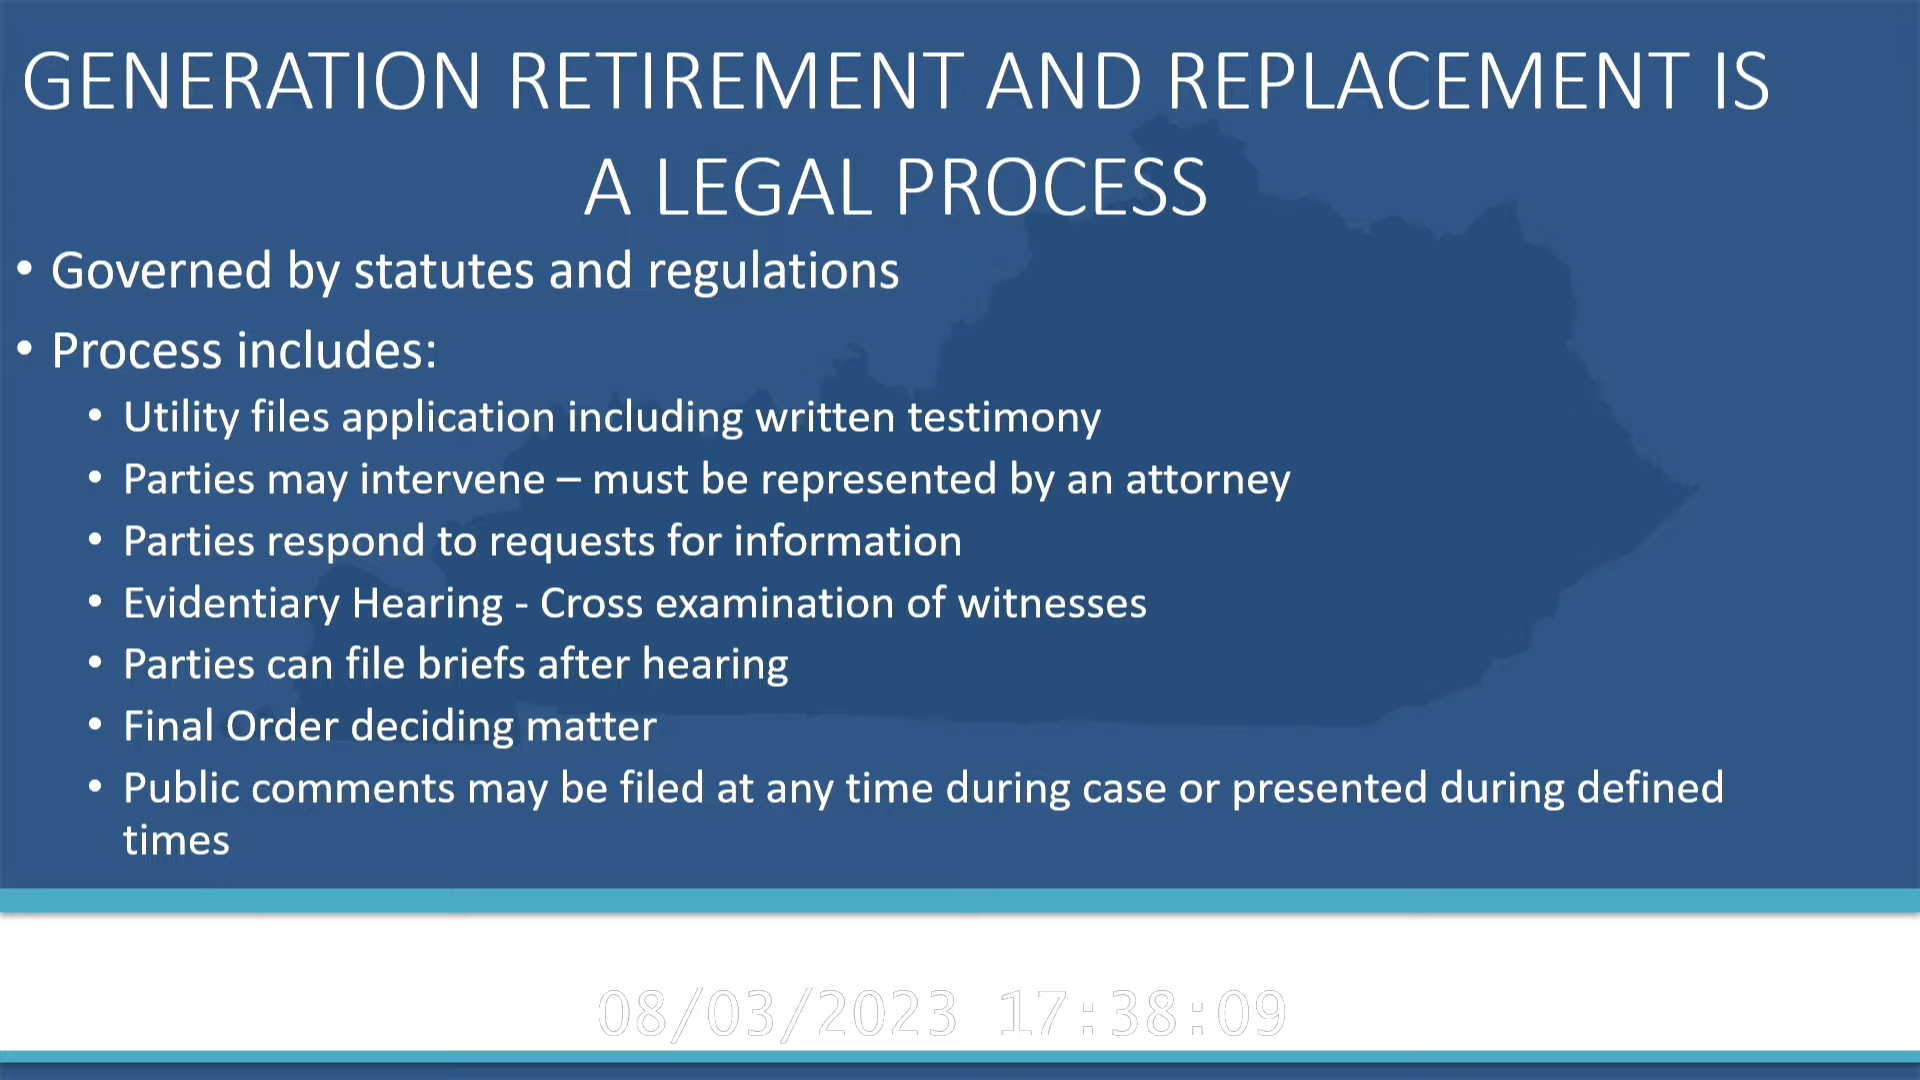 GENERATION RETIREMENT AND REPLACEMENT IS
A LEGAL PROCESS
• Governed by statutes and regulations
• Process includes:
• Utility files application including written testimony
• Parties may intervene – must be represented by an attorney
• Parties respond to requests for information
• Evidentiary Hearing - Cross examination of witnesses
• Parties can file briefs after hearing
• Final Order deciding matter
• Public comments may be filed at any time during case or presented during defined
times
08/03/2023 17:38:09